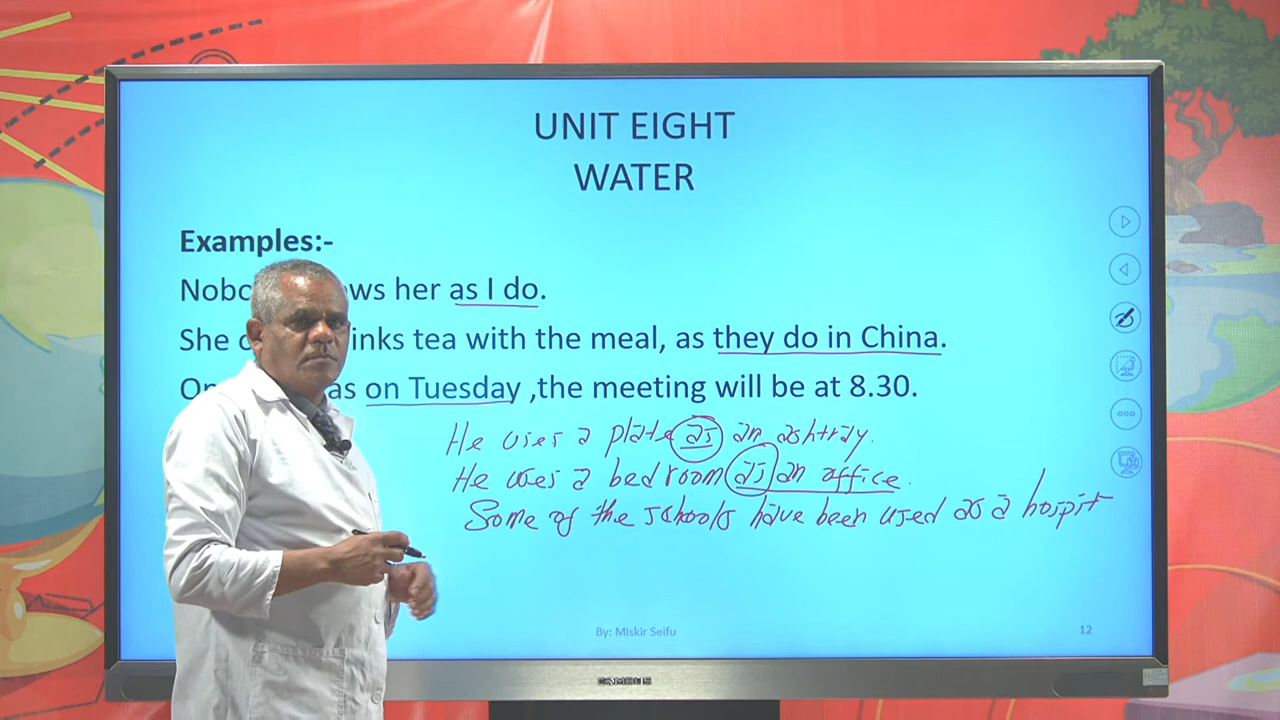 UNIT EIGHT
WATER
Examples:-
her as I do.
She tea with the meal, as they do in China.
as on Tuesday ,the meeting will be at 8.30.
He uses a plate as an ashtray.
He uses a bedroom as an office.
Some of the schools have been used as a hospit
By: Miskir Seifu
12